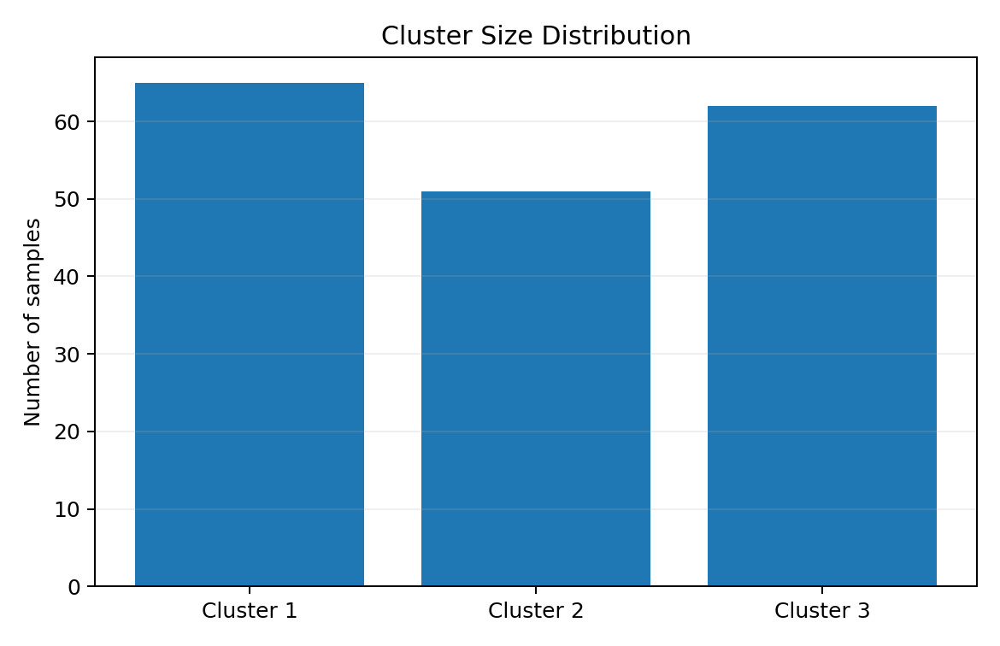 Cluster Size Distribution
Number of samples
60
50
40
30
20
10
0
Cluster 1
Cluster 2
Cluster 3